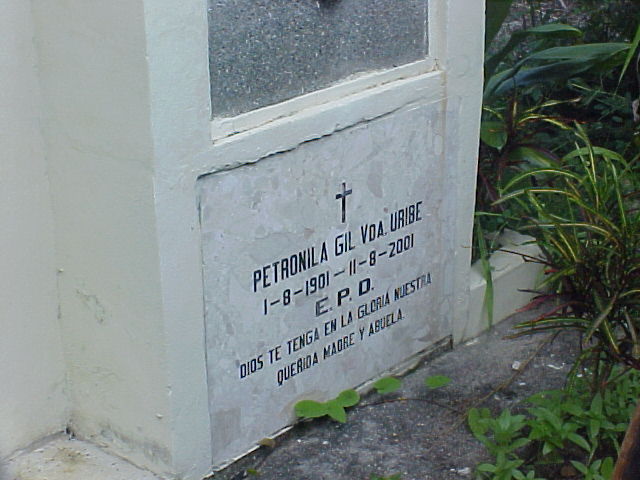 PETRONILA GIL VDA. URIBE
1-8-1901-11-8-2001
E.P.D.
DIOS TE TENGA EN LA GLORIA NUESTRA
QUERIDA MADRE Y ABUELA.